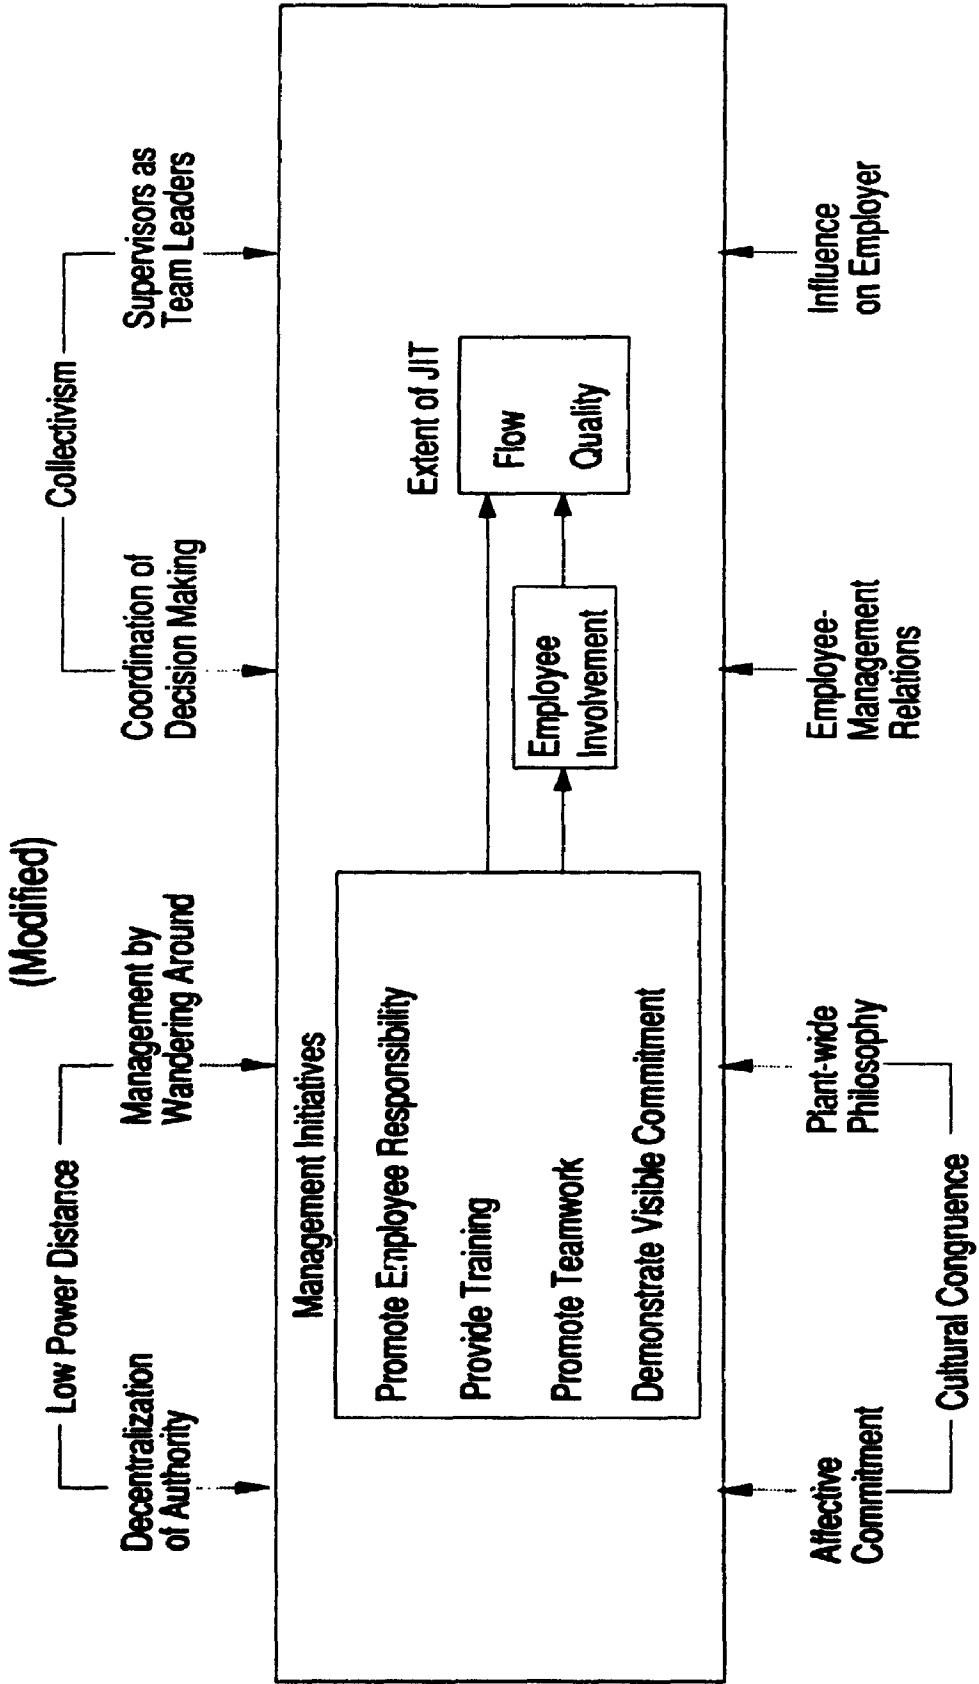 (Modified)
Low Power Distance
Collectivism
Decentralization
of Authority
Management by
Wandering Around
Coordination of
Decision Making
Supervisors as
Team Leaders
Management Initiatives
Promote Employee Responsibility
Provide Training
Promote Teamwork
Demonstrate Visible Commitment
Employee
Involvement
Extent of JIT
Flow
Quality
Affective
Commitment
Plant-wide
Philosophy
Employee-
Management
Relations
Influence
on Employer
Cultural Congruence